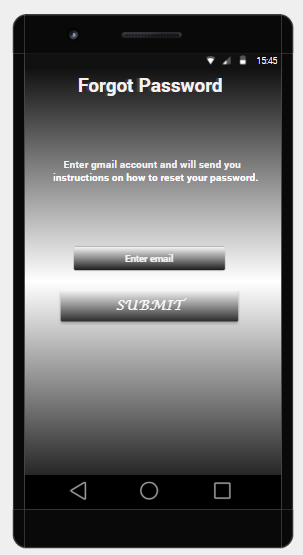 15:45
Forgot Password
Enter gmail account and will send you
instructions on how to reset your password.
Enter email
SUBMIT